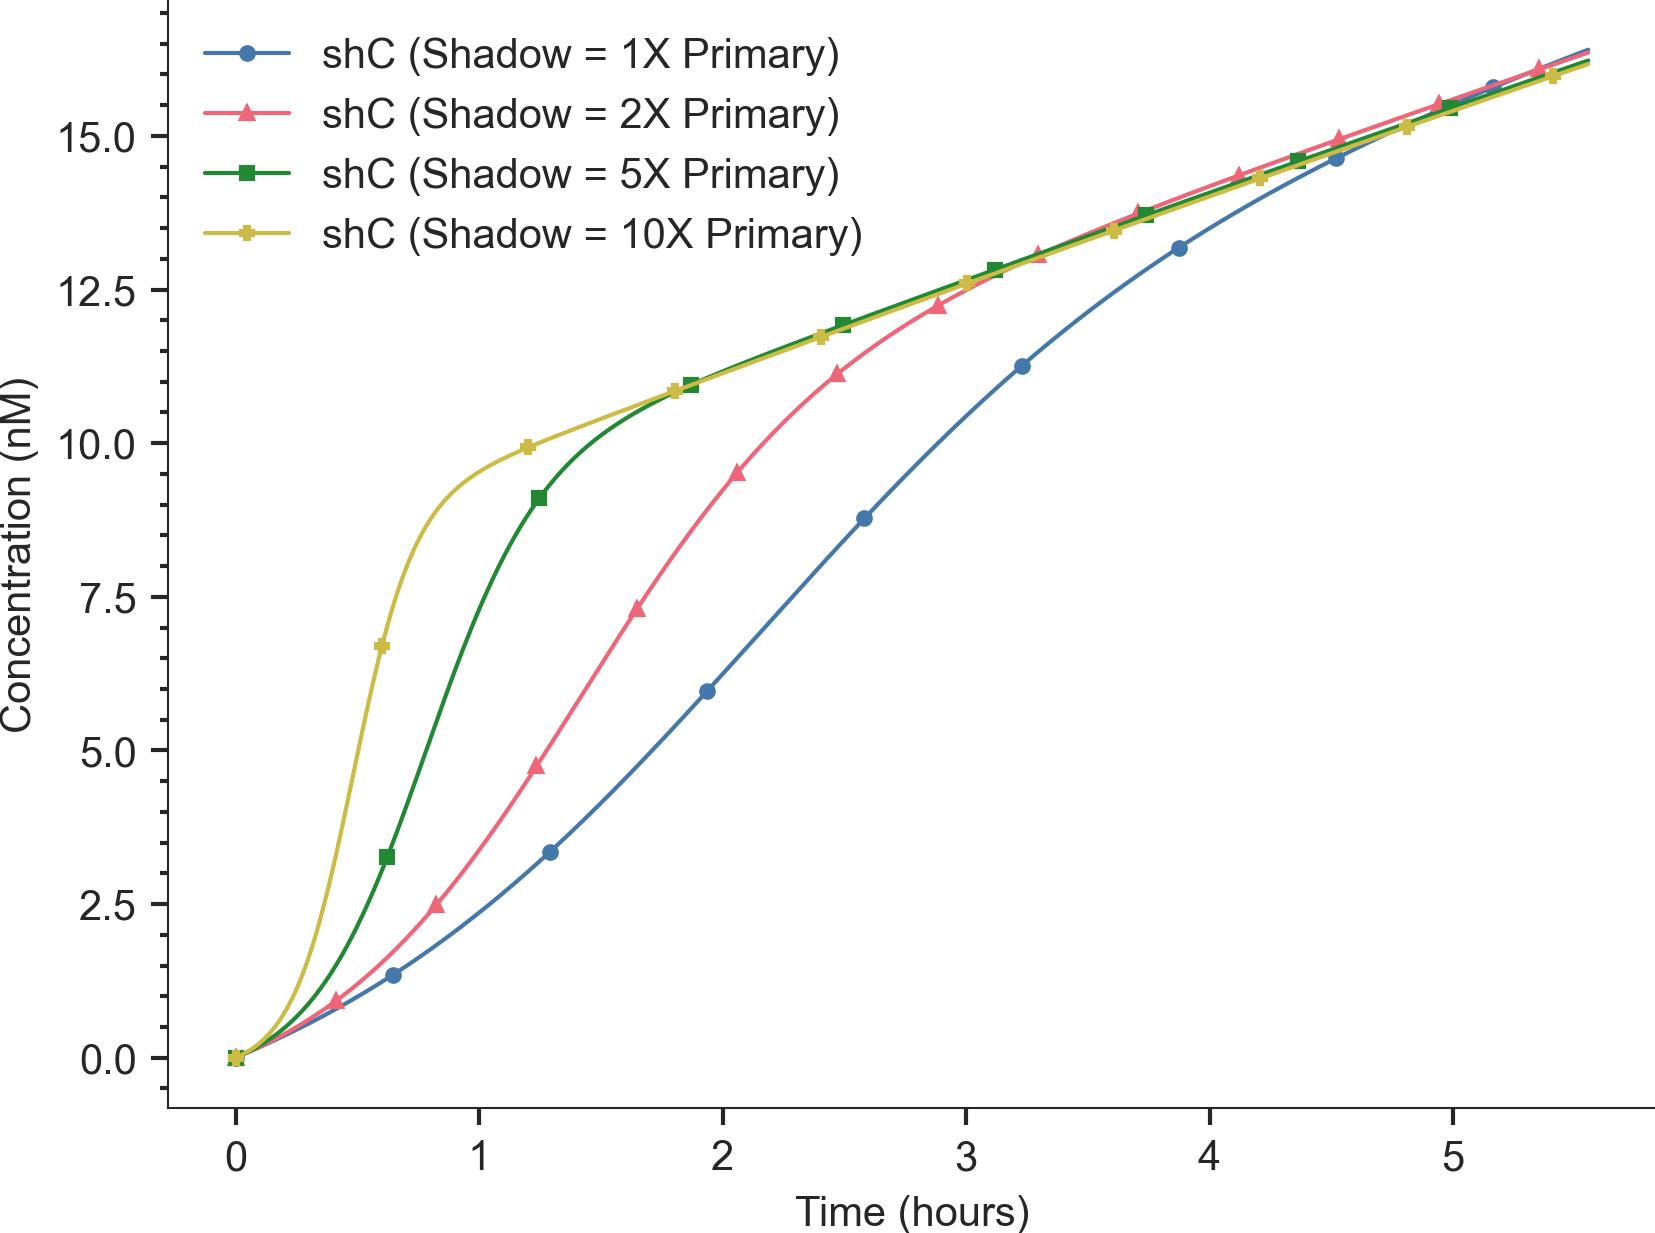 shC (Shadow = 1X Primary)
shC (Shadow = 2X Primary)
shC (Shadow = 5X Primary)
shC (Shadow = 10X Primary)
Concentration (nM)
15.0
12.5
10.0
7.5
5.0
2.5
0.0
0 1 2 3 4 5
Time (hours)